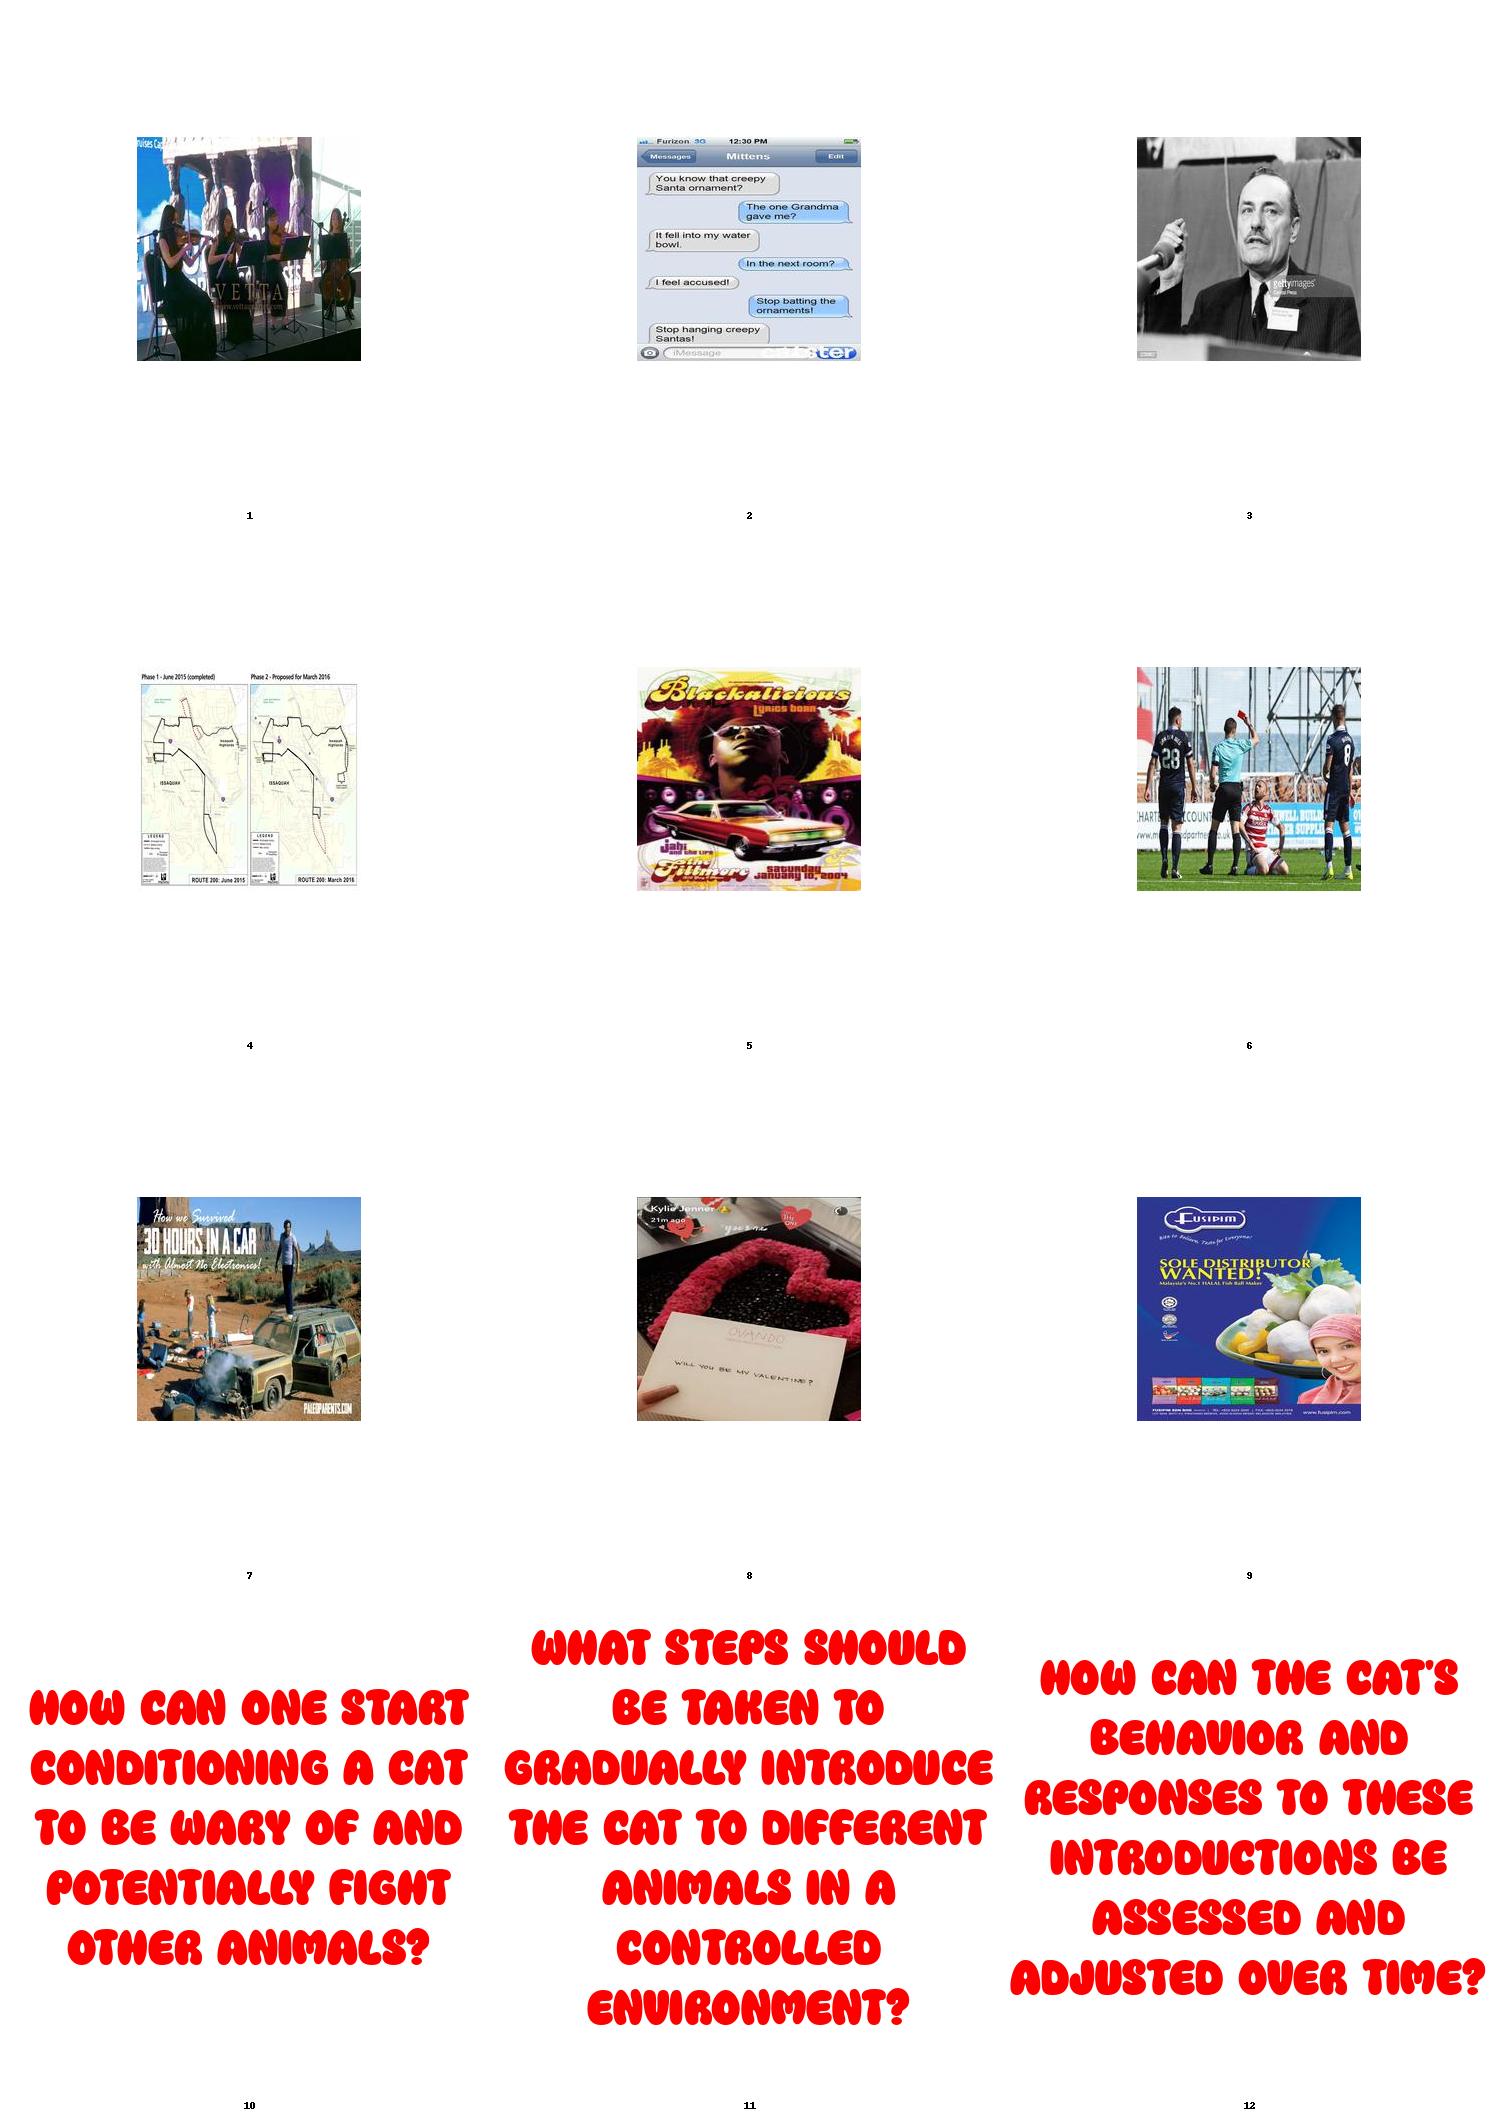 ruises Cap
VETTA
Furizon 3G 12:30 PM
Messages Mittens Edit
You know that creepy
Santa ornament?
The one Grandma
gave me?
It fell into my water
bowl.
In the next room?
I feel accused!
Stop batting the
ornaments!
Stop hanging creepy
Santas!
iMessage
gettyimages
1
2
3
Phase 1 - June 2015 (completed) Phase 2 - Proposed for March 2016
ISSAQUAH
ISSAQUAH
LEGEND
LEGEND
ROUTE 200: June 2015
ROUTE 200: March 2016
Blackalicious
Lyrics Born
Jahi
and the Life
the
Fillmore
Saturday
January 10, 2004
28
8
4
5
6
How we Survived
30 HOURS IN A CAR
with Almost No Electronics!
PALEOPARENTS.COM
Kylie Jenner
21m ago
OVANDO
WILL YOU BE MY VALENTINE?
FUSIPIM
SOLE DISTRIBUTOR
WANTED!
Malaysia's No.1 HALAL Fish Ball Maker
www.fusipim.com
7
8
9
HOW CAN ONE START
CONDITIONING A CAT
TO BE WARY OF AND
POTENTIALLY FIGHT
OTHER ANIMALS?
WHAT STEPS SHOULD
BE TAKEN TO
GRADUALLY INTRODUCE
THE CAT TO DIFFERENT
ANIMALS IN A
CONTROLLED
ENVIRONMENT?
HOW CAN THE CAT'S
BEHAVIOR AND
RESPONSES TO THESE
INTRODUCTIONS BE
ASSESSED AND
ADJUSTED OVER TIME?
10
11
12